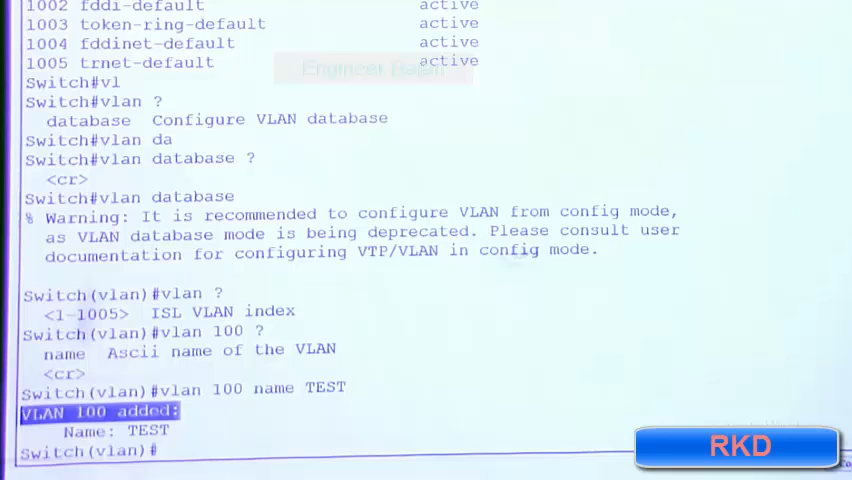 1002 fddi-default active
1003 token-ring-default active
1004 fddinet-default active
1005 trnet-default active
Engineer
Switch#vl
Switch#vlan ?
database Configure VLAN database
Switch#vlan da
Switch#vlan database ?
<cr>
Switch#vlan database
% Warning: It is recommended to configure VLAN from config mode,
as VLAN database mode is being deprecated. Please consult user
documentation for configuring VTP/VLAN in config mode.
Switch(vlan)#vlan ?
<1-1005> ISL VLAN index
Switch(vlan)#vlan 100 ?
name Ascii name of the VLAN
<cr>
Switch(vlan)#vlan 100 name TEST
VLAN 100 added:
Name: TEST
Switch(vlan)#
RKD